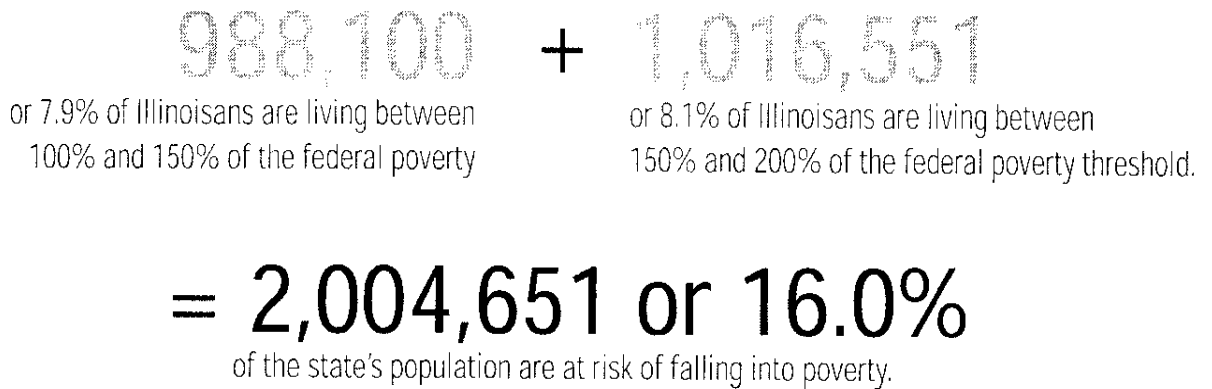 988,100 + 1,016,551
or 7.9% of Illinoisans are living between
100% and 150% of the federal poverty
or 8.1% of Illinoisans are living between
150% and 200% of the federal poverty threshold.
= 2,004,651 or 16.0%
of the state's population are at risk of falling into poverty.